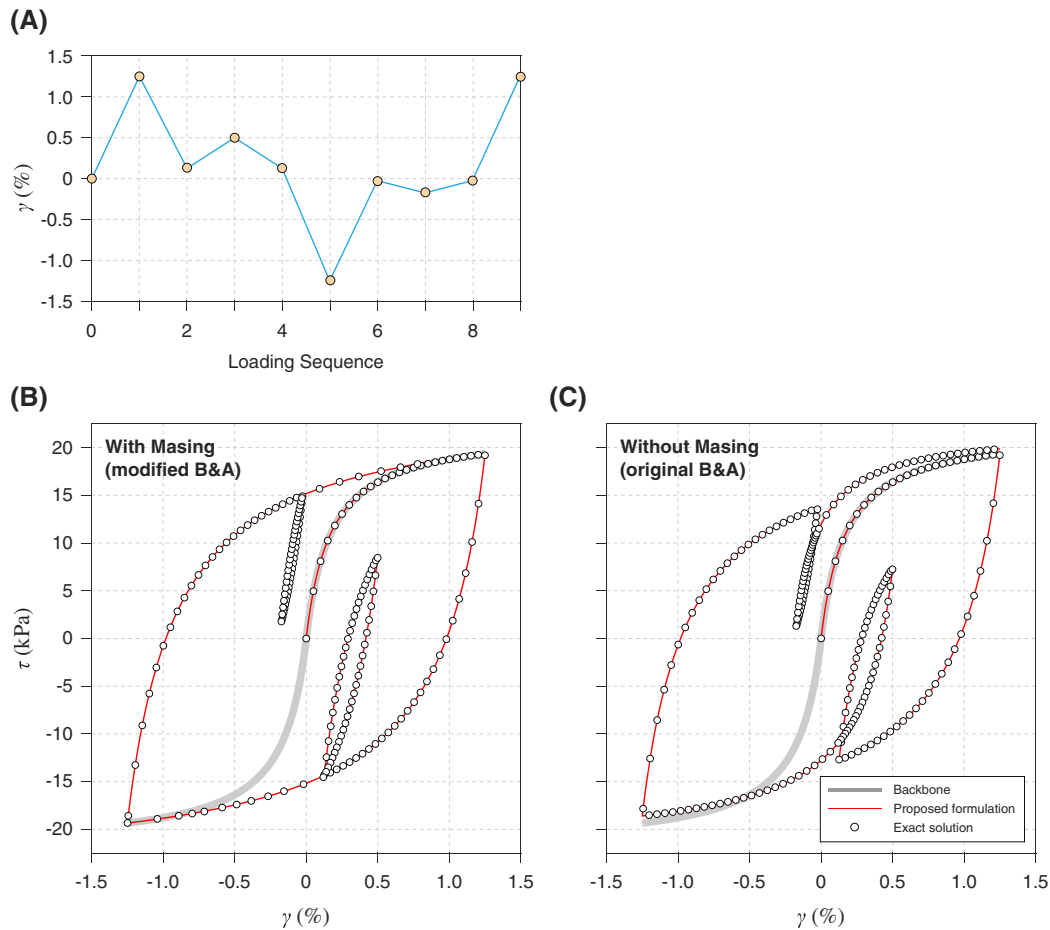 (A)
1.5
1.0
0.5
0
-0.5
-1.0
-1.5
γ (%)
0 2 4 6 8
Loading Sequence
(B)
With Masing
(modified B&A)
20
15
10
5
0
-5
-10
-15
-20
τ (kPa)
-1.5 -1.0 -0.5 0 0.5 1.0 1.5
γ (%)
(C)
Without Masing
(original B&A)
Backbone
Proposed formulation
Exact solution
-1.5 -1.0 -0.5 0 0.5 1.0 1.5
γ (%)